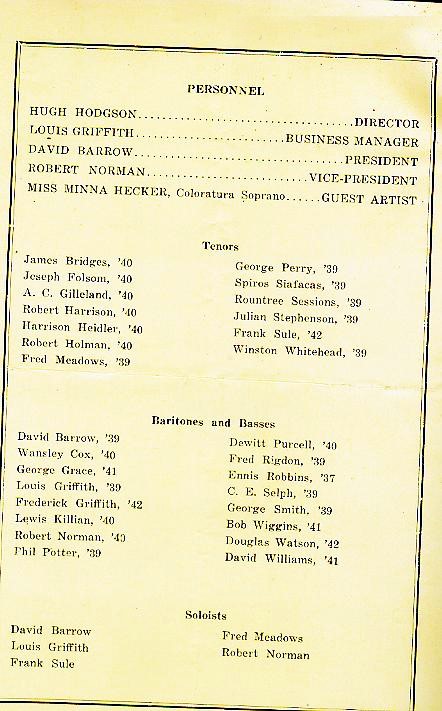 PERSONNEL
HUGH HODGSON....................................DIRECTOR
LOUIS GRIFFITH.........................BUSINESS MANAGER
DAVID BARROW...................................PRESIDENT
ROBERT NORMAN...........................VICE-PRESIDENT
MISS MINNA HECKER, Coloratura Soprano......GUEST ARTIST
Tenors
James Bridges, '40
Joseph Folsom, '40
A. C. Gilleland, '40
Robert Harrison, '40
Harrison Heidler, '40
Robert Holman, '40
Fred Meadows, '39
George Perry, '39
Spiros Siafacas, '39
Rountree Sessions, '39
Julian Stephenson, '39
Frank Sule, '42
Winston Whitehead, '39
Baritones and Basses
David Barrow, '39
Wansley Cox, '40
George Grace, '41
Louis Griffith, '39
Frederick Griffith, '42
Lewis Killian, '40
Robert Norman, '40
Phil Potter, '39
Dewitt Purcell, '40
Fred Rigdon, '39
Ennis Robbins, '37
C. E. Selph, '39
George Smith, '39
Bob Wiggins, '41
Douglas Watson, '42
David Williams, '41
Soloists
David Barrow
Louis Griffith
Frank Sule
Fred Meadows
Robert Norman